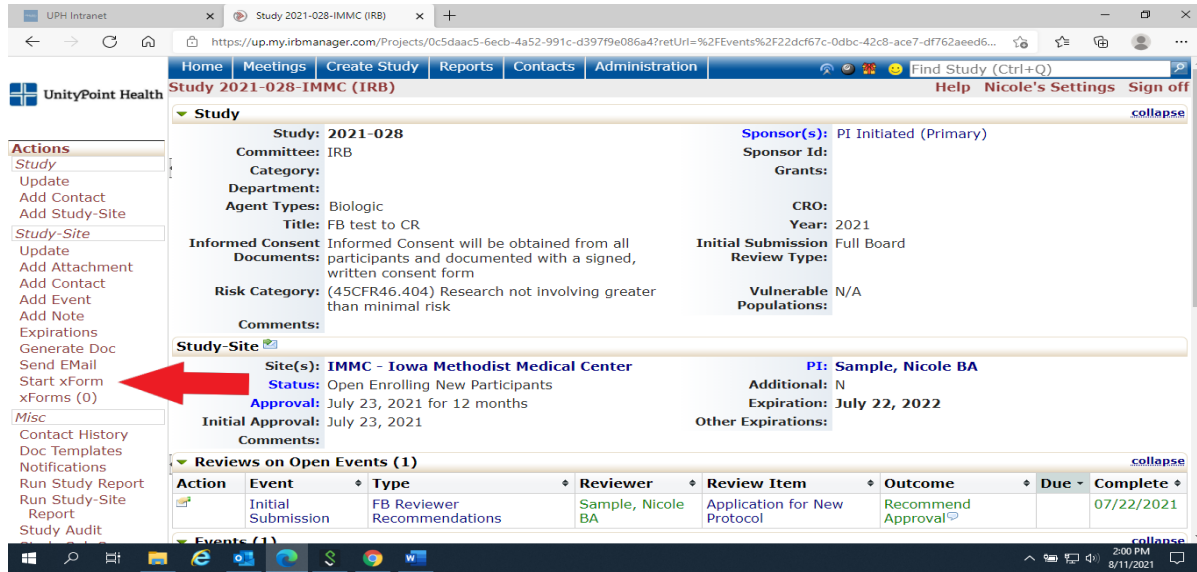 UPH Intranet
Study 2021-028-IMMC (IRB)
https://up.my.irbmanager.com/Projects/0c5daac5-6ecb-4a52-991c-d397f9e086a4?retUrl=%2FEvents%2F22dcf67c-0dbc-42c8-ace7-df762aeed6...
Home Meetings Create Study Reports Contacts Administration Find Study (Ctrl+Q)
UnityPoint Health
Study 2021-028-IMMC (IRB) Help Nicole's Settings Sign off
Study collapse
Study: 2021-028 Sponsor(s): PI Initiated (Primary)
Committee: IRB Sponsor Id:
Category: Grants:
Department:
Agent Types: Biologic CRO:
Title: FB test to CR Year: 2021
Informed Consent Documents: Informed Consent will be obtained from all participants and documented with a signed, written consent form Initial Submission Review Type: Full Board
Risk Category: (45CFR46.404) Research not involving greater than minimal risk Vulnerable Populations: N/A
Comments:
Study-Site
Site(s): IMMC - Iowa Methodist Medical Center PI: Sample, Nicole BA
Status: Open Enrolling New Participants Additional: N
Approval: July 23, 2021 for 12 months Expiration: July 22, 2022
Initial Approval: July 23, 2021 Other Expirations:
Comments:
Reviews on Open Events (1) collapse
Action Event Type Reviewer Review Item Outcome Due Complete
Initial Submission FB Reviewer Recommendations Sample, Nicole BA Application for New Protocol Recommend Approval 07/22/2021
Events (1) collapse
Actions
Study
Update
Add Contact
Add Study-Site
Study-Site
Update
Add Attachment
Add Contact
Add Event
Add Note
Expirations
Generate Doc
Send EMail
Start xForm
xForms (0)
Misc
Contact History
Doc Templates
Notifications
Run Study Report
Run Study-Site
Report
Study Audit
2:00 PM
8/11/2021